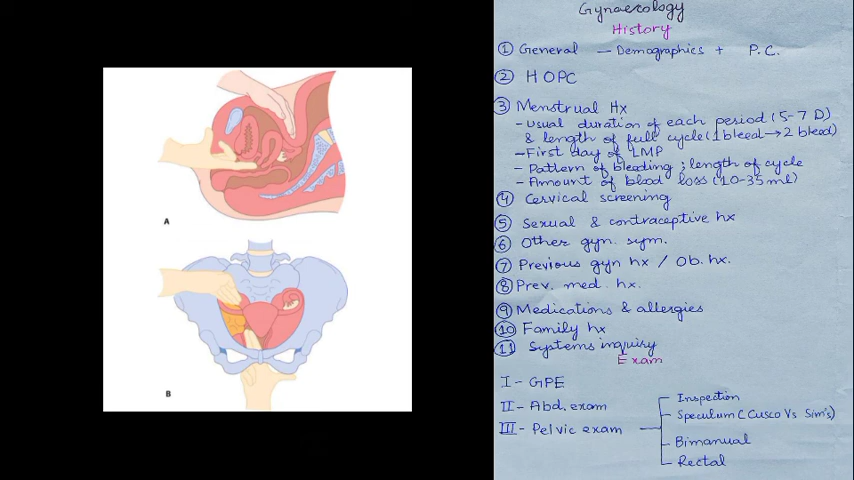 A
B
Gynaecology
History
① General – Demographics + P.C.
② HOPC
③ Menstrual Hx
- Usual duration of each period (5-7 D)
& length of full cycle (1 bleed → 2 bleed)
- First day of LMP
- Pattern of bleeding ; length of cycle
- Amount of blood loss (10-35 ml)
④ Cervical screening
⑤ Sexual & contraceptive hx
⑥ Other gyn. sym.
⑦ Previous gyn hx / Ob. hx.
⑧ Prev. med. hx.
⑨ Medications & allergies
⑩ Family hx
⑪ Systems inquiry
Exam
I - GPE
II - Abd. exam
III - Pelvic exam
- Inspection
- Speculum (Cusco Vs Sim's)
- Bimanual
- Rectal